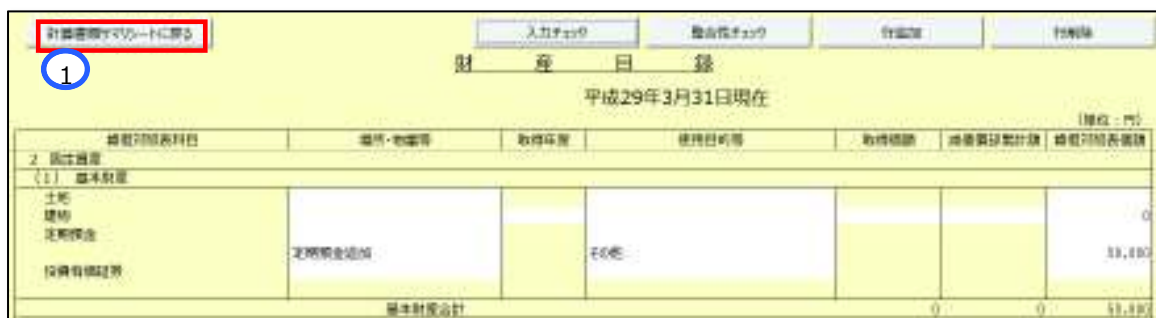 計算書類サマリシートに戻る 入力チェック 整合性チェック 行追加 行削除
1
財 産 目 録
平成29年3月31日現在
(単位：円)
貸借対照表科目 場所・物量等 取得年度 使用目的等 取得価額 減価償却累計額 貸借対照表価額
2 固定資産
(1) 基本財産
土地
建物 0
定期預金
定期預金追加 その他 50,000
投資有価証券
基本財産合計 0 0 50,000